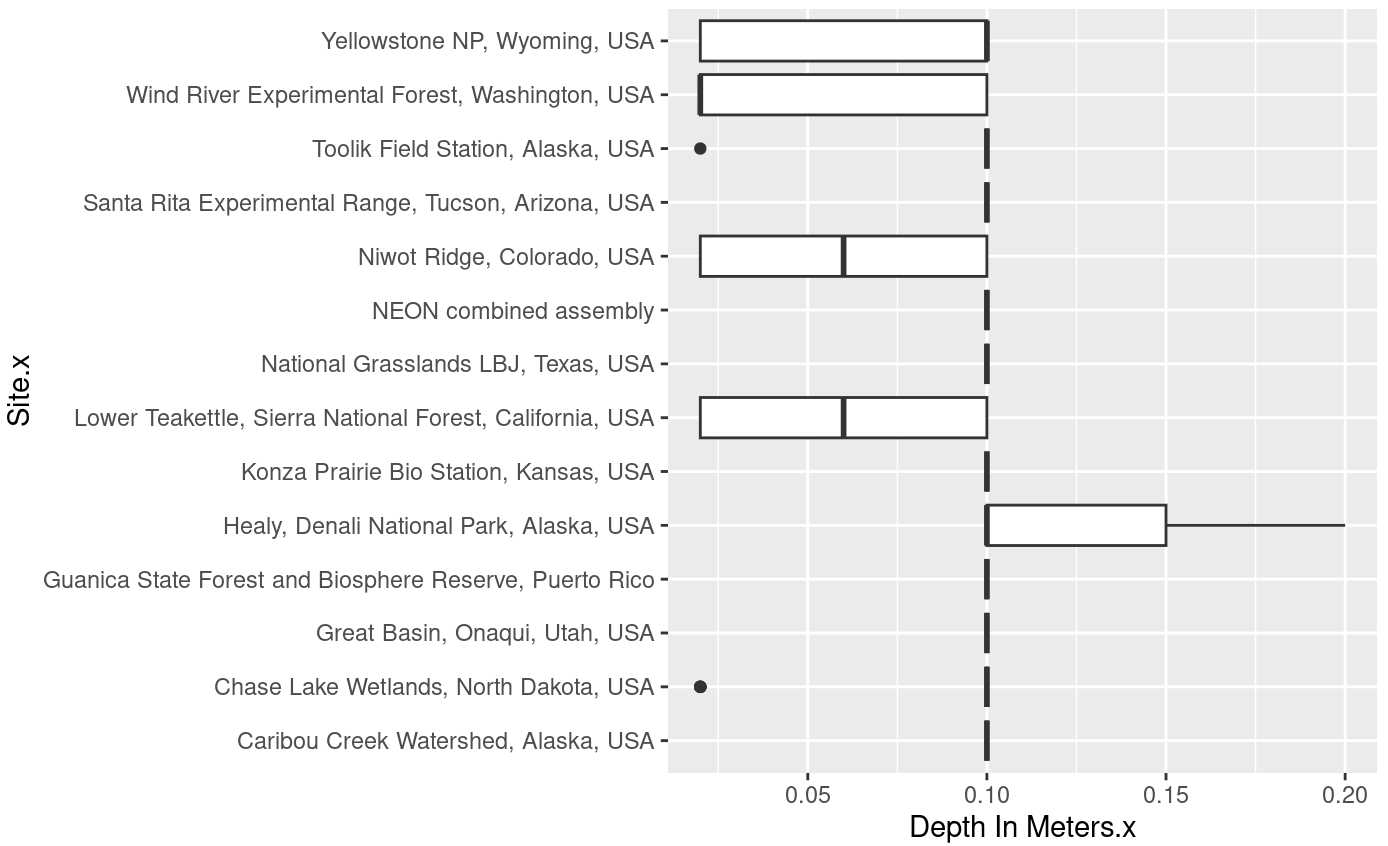 Yellowstone NP, Wyoming, USA
Wind River Experimental Forest, Washington, USA
Toolik Field Station, Alaska, USA
Santa Rita Experimental Range, Tucson, Arizona, USA
Niwot Ridge, Colorado, USA
NEON combined assembly
National Grasslands LBJ, Texas, USA
Lower Teakettle, Sierra National Forest, California, USA
Konza Prairie Bio Station, Kansas, USA
Healy, Denali National Park, Alaska, USA
Guanica State Forest and Biosphere Reserve, Puerto Rico
Great Basin, Onaqui, Utah, USA
Chase Lake Wetlands, North Dakota, USA
Caribou Creek Watershed, Alaska, USA
Site.x
0.05 0.10 0.15 0.20
Depth In Meters.x